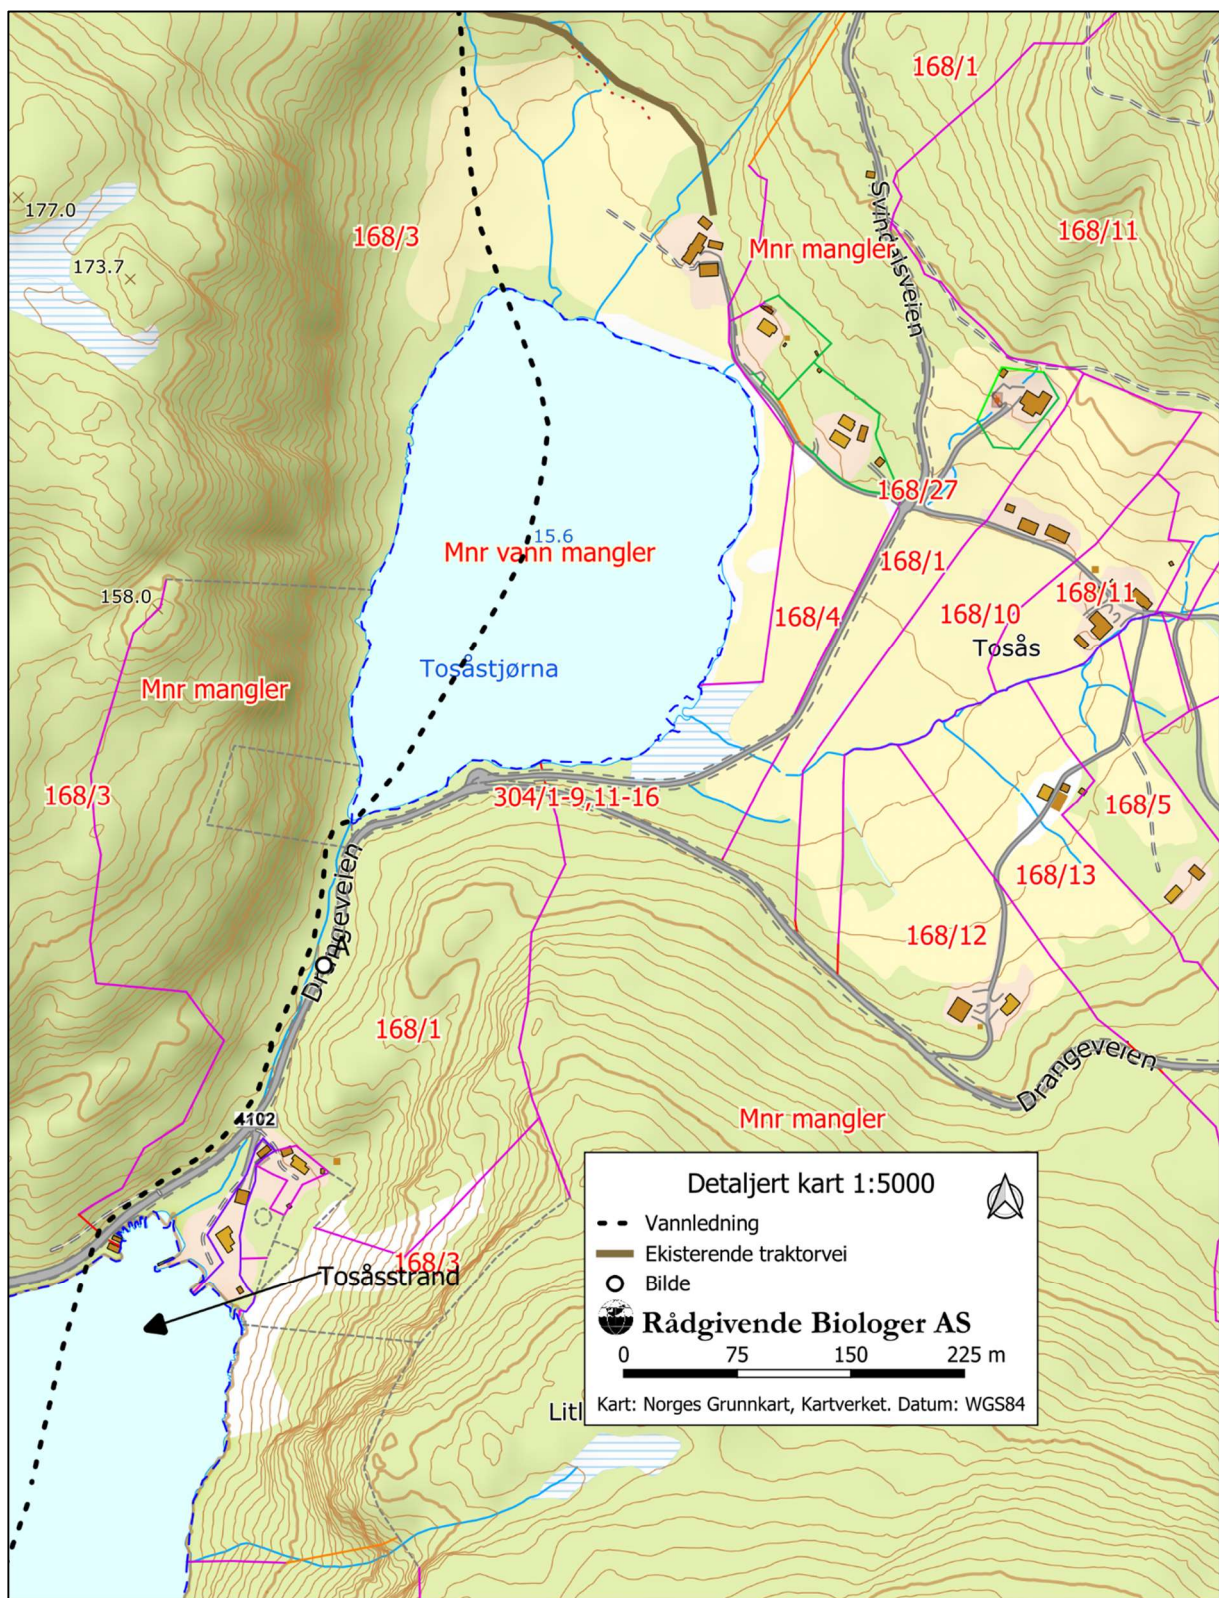 168/1
177.0
168/3
173.7
Mnr mangler
Svindalsveien
168/11
168/27
15.6
Mnr vann mangler
168/1
158.0
168/4
168/10
168/11
Tosås
Tosåstjørna
Mnr mangler
168/3
304/1-9,11-16
168/5
Drangeveien
168/13
168/12
168/1
Drangeveien
4102
Mnr mangler
168/3
Tosåsstrand
Detaljert kart 1:5000
Vannledning
Ekisterende traktorvei
Bilde
Rådgivende Biologer AS
0 75 150 225 m
Kart: Norges Grunnkart, Kartverket. Datum: WGS84